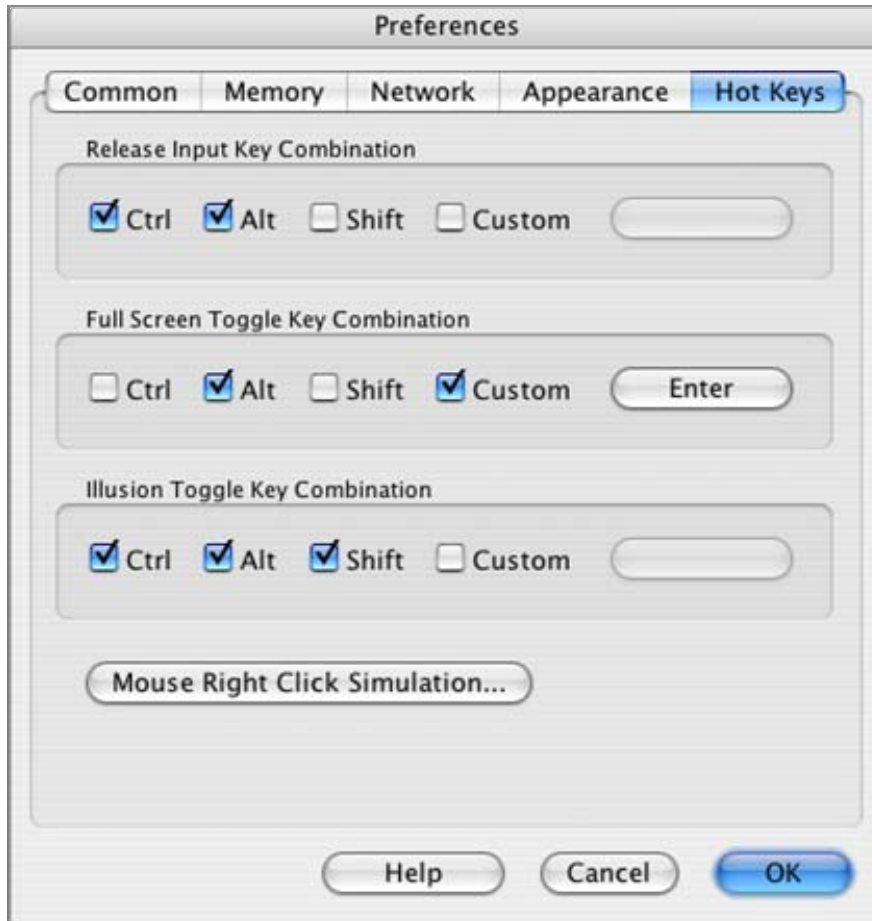 Preferences
Common Memory Network Appearance Hot Keys
Release Input Key Combination
Ctrl Alt Shift Custom
Full Screen Toggle Key Combination
Ctrl Alt Shift Custom Enter
Illusion Toggle Key Combination
Ctrl Alt Shift Custom
Mouse Right Click Simulation...
Help Cancel OK